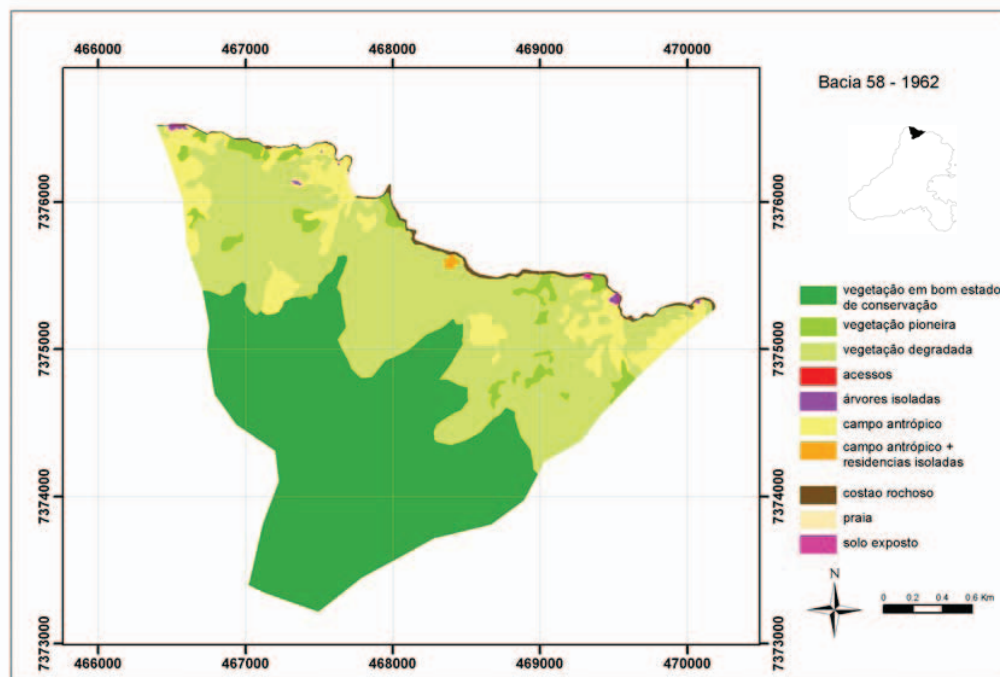 466000 467000 468000 469000 470000
Bacia 58 - 1962
7376000
7376000
7375000
7375000
7374000
7374000
7373000
7373000
vegetação em bom estado
de conservação
vegetação pioneira
vegetação degradada
acessos
árvores isoladas
campo antrópico
campo antrópico +
residencias isoladas
costao rochoso
praia
solo exposto
N
0 0.2 0.4 0.6 Km
466000 467000 468000 469000 470000